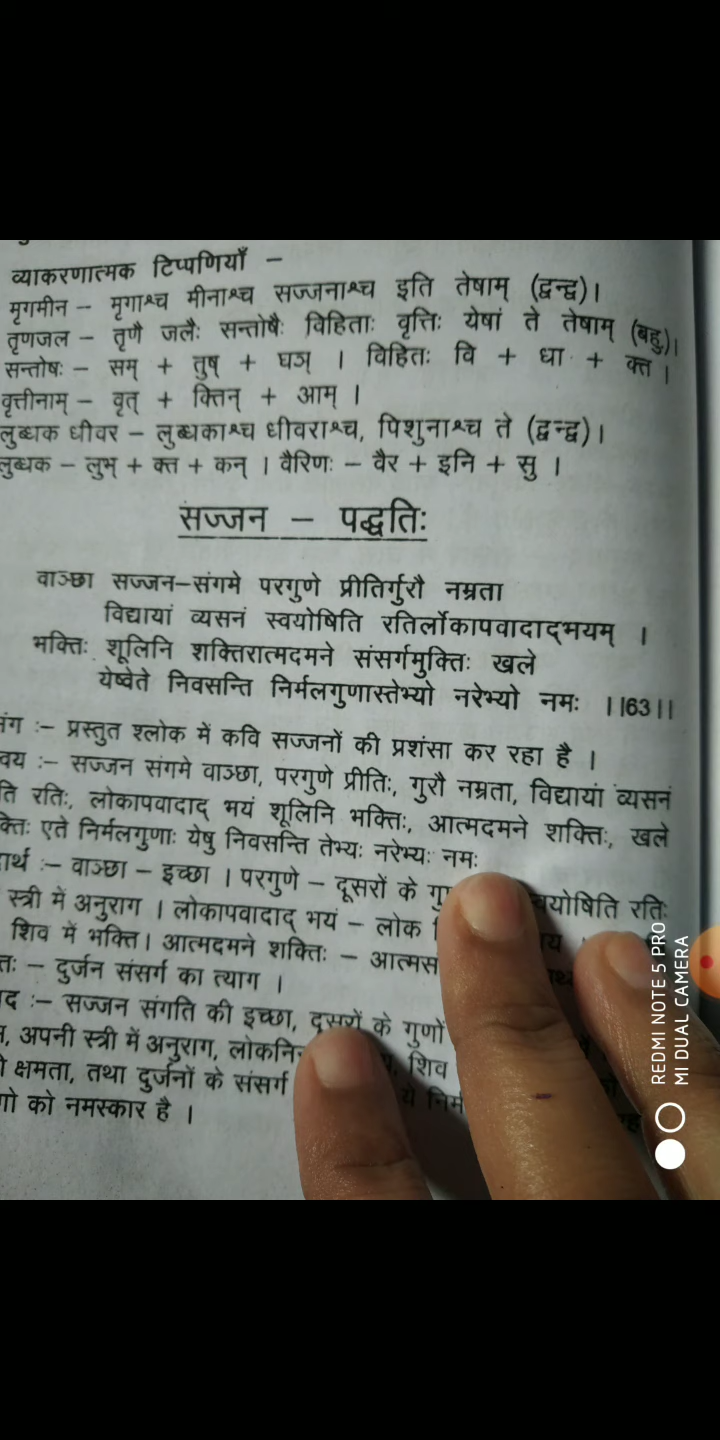 व्याकरणात्मक टिप्पणियाँ –
मृगमीन – मृगाश्च मीनाश्च सज्जनाश्च इति तेषाम् (द्वन्द्व)।
तृणजल – तृणै जलैः सन्तोषैः विहिताः वृत्तिः येषां ते तेषाम् (बहु.)।
सन्तोषः – सम् + तुष् + घञ् । विहितः वि + धा + क्त ।
वृत्तीनाम् – वृत् + क्तिन् + आम् ।
लुब्धक धीवर – लुब्धकाश्च धीवराश्च, पिशुनाश्च ते (द्वन्द्व)।
लुब्धक – लुभ् + क्त + कन् । वैरिणः – वैर + इनि + सु ।
सज्जन – पद्धतिः
वाञ्छा सज्जन–संगमे परगुणे प्रीतिर्गुरौ नम्रता
विद्यायां व्यसनं स्वयोषिति रतिर्लोकापवादाद्भयम् ।
भक्तिः शूलिनि शक्तिरात्मदमने संसर्गमुक्तिः खले
येष्वेते निवसन्ति निर्मलगुणास्तेभ्यो नरेभ्यो नमः ।।63।।
:– प्रस्तुत श्लोक में कवि सज्जनों की प्रशंसा कर रहा है ।
:– सज्जन संगमे वाञ्छा, परगुणे प्रीतिः, गुरौ नम्रता, विद्यायां व्यसनं
रतिः, लोकापवादाद् भयं शूलिनि भक्तिः, आत्मदमने शक्तिः, खले
एते निर्मलगुणाः येषु निवसन्ति तेभ्यः नरेभ्यः नमः
:– वाञ्छा – इच्छा । परगुणे – दूसरों के रतिः
स्त्री में अनुराग । लोकापवादाद् भयं – लोक
शिव में भक्ति। आत्मदमने शक्तिः –
– दुर्जन संसर्ग का त्याग ।
:– सज्जन संगति की इच्छा, दूसरों के गुणों
अपनी स्त्री में अनुराग, शिव
क्षमता, तथा दुर्जनों के संसर्ग ये
को नमस्कार है ।
REDMI NOTE 5 PRO
MI DUAL CAMERA